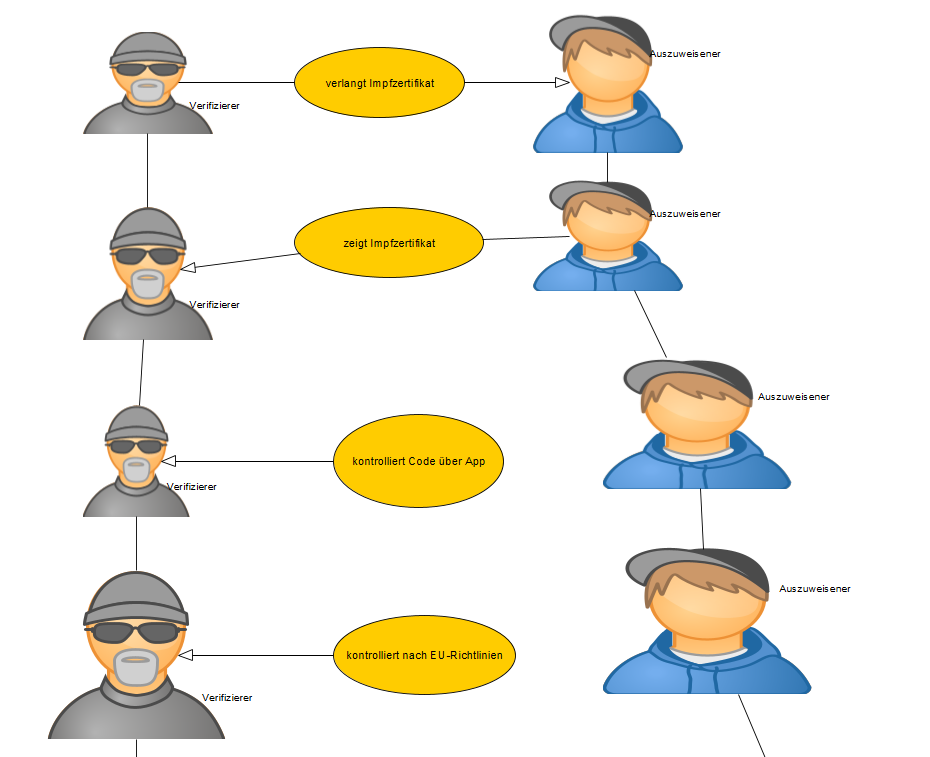 Auszuweisener
verlangt Impfzertifikat
Verifizierer
Auszuweisener
zeigt Impfzertifikat
Verifizierer
Auszuweisener
kontrolliert Code über App
Verifizierer
Auszuweisener
kontrolliert nach EU-Richtlinien
Verifizierer